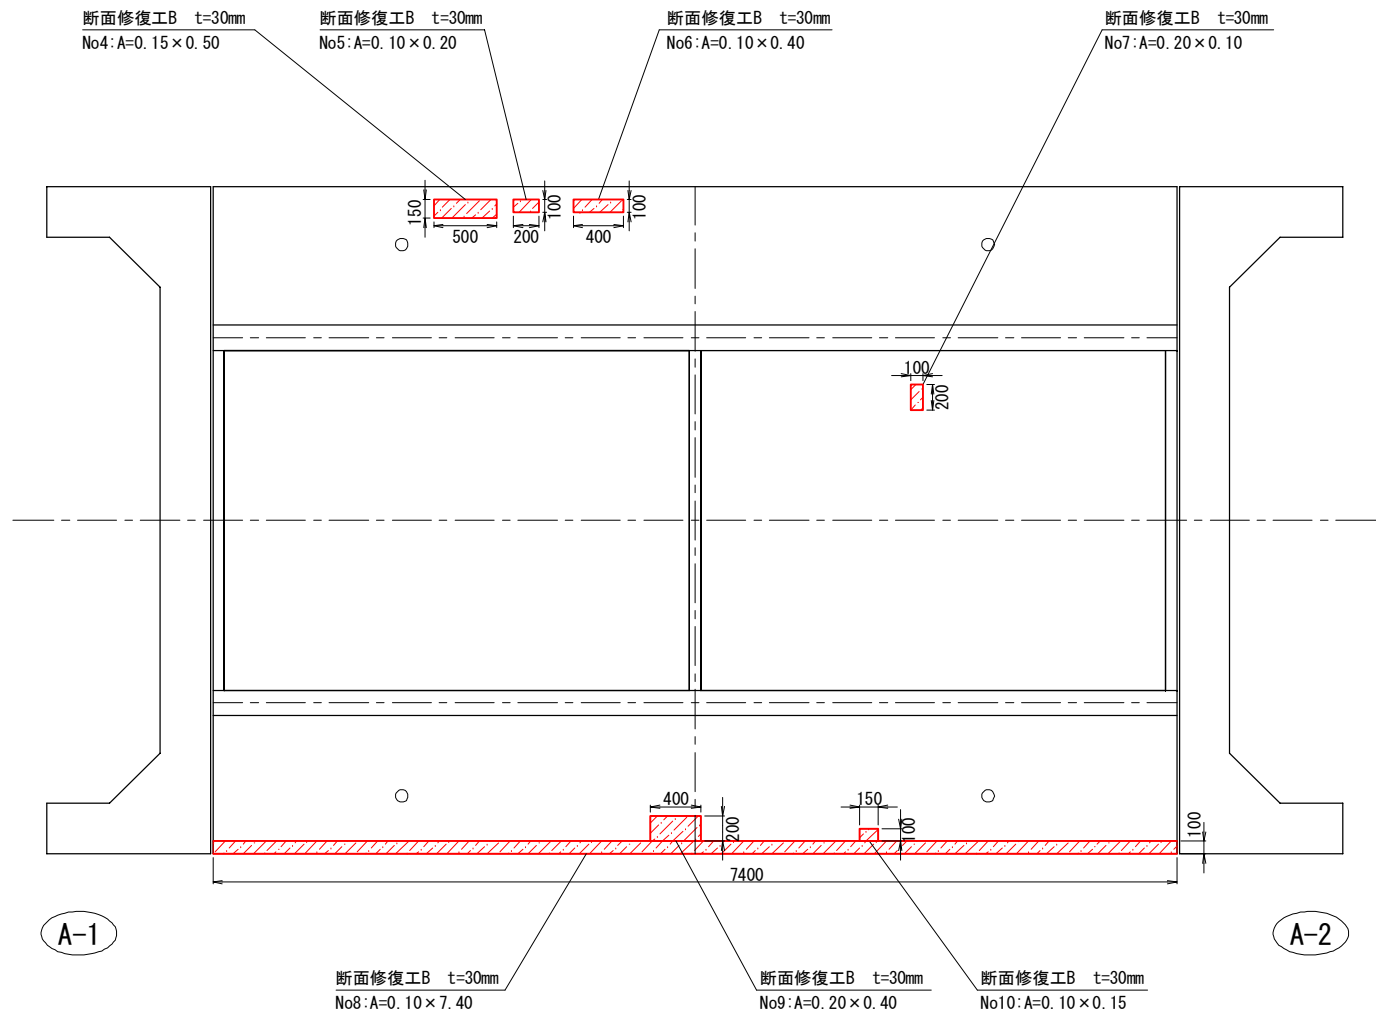 断面修復工B t=30mm
No4:A=0.15×0.50
断面修復工B t=30mm
No5:A=0.10×0.20
断面修復工B t=30mm
No6:A=0.10×0.40
断面修復工B t=30mm
No7:A=0.20×0.10
150
500
100
200
100
400
100
200
400
200
150
100
100
7400
A-1
A-2
断面修復工B t=30mm
No8:A=0.10×7.40
断面修復工B t=30mm
No9:A=0.20×0.40
断面修復工B t=30mm
No10:A=0.10×0.15